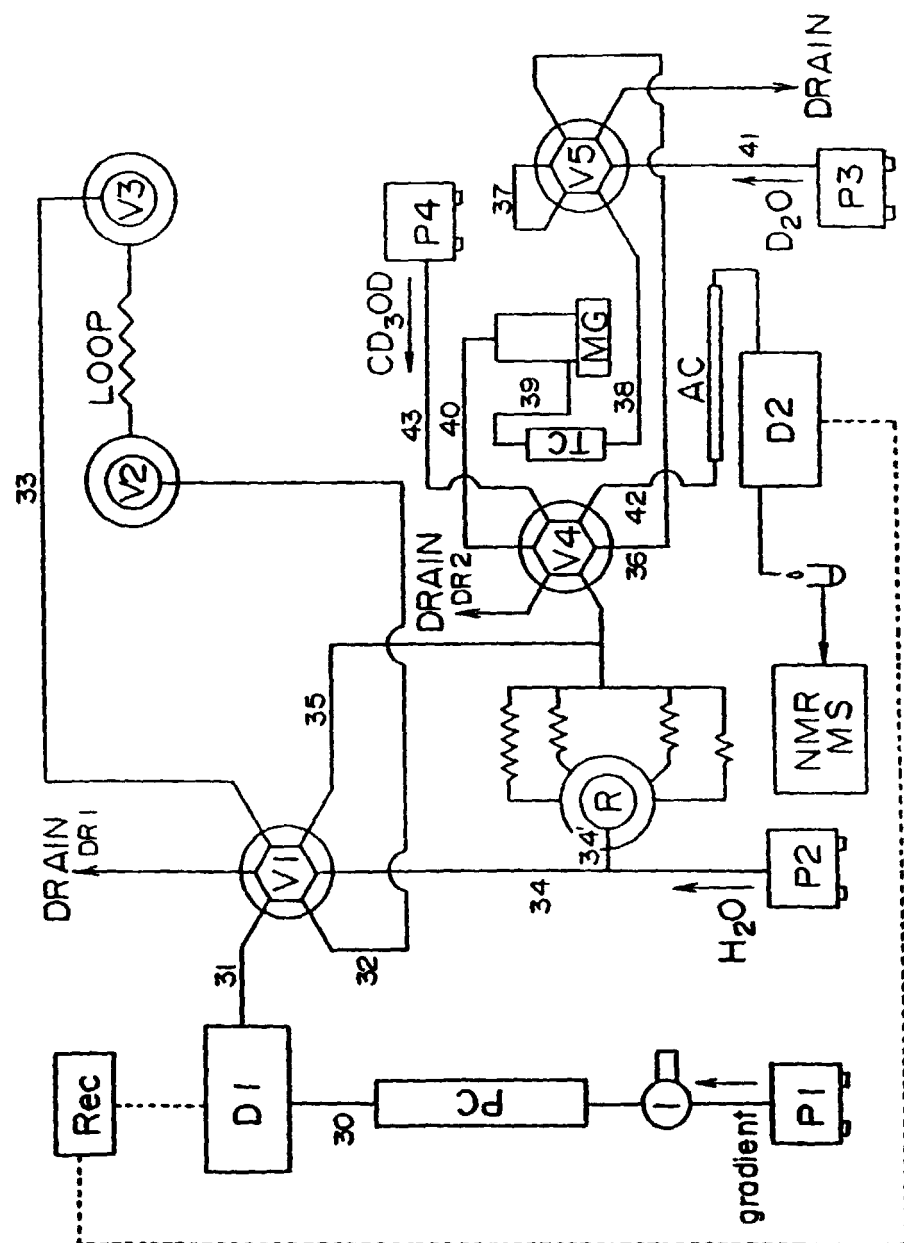 Rec
D1
30
PC
I
gradient
P1
31
DRAIN
DR1
V1
32
34
34'
H2O
P2
R
35
33
V2
LOOP
V3
DRAIN
DR2
V4
36
42
43
40
CD3OD
P4
39
TC
MG
38
37
V5
DRAIN
41
D2O
P3
AC
D2
NMR
MS